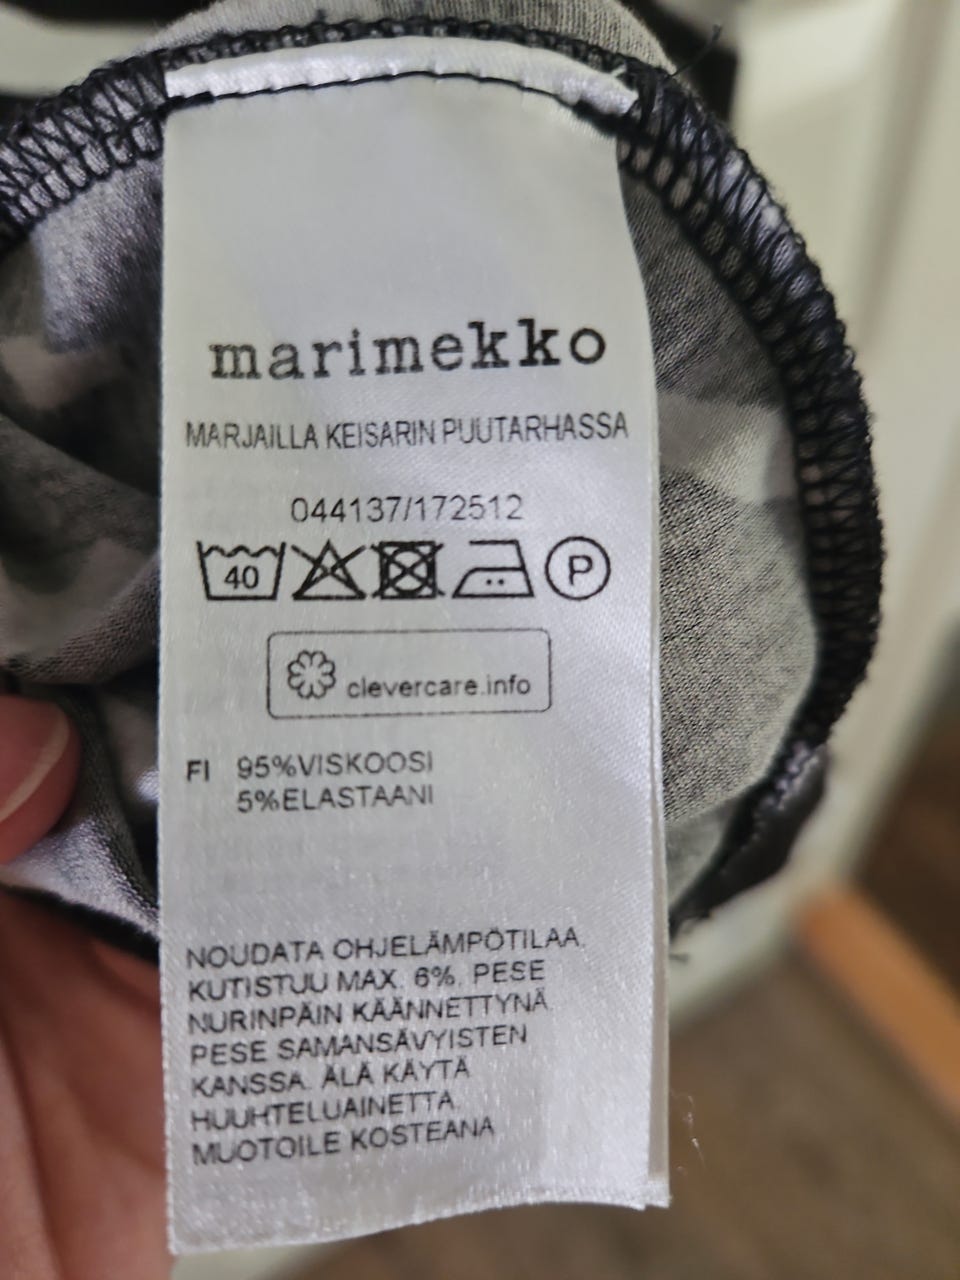 marimekko
MARJAILLA KEISARIN PUUTARHASSA
044137/172512
40 P
clevercare.info
FI 95%VISKOOSI
5%ELASTAANI
NOUDATA OHJELÄMPÖTILAA.
KUTISTUU MAX. 6%. PESE
NURINPÄIN KÄÄNNETTYNÄ.
PESE SAMANSÄVYISTEN
KANSSA. ÄLÄ KÄYTÄ
HUUHTELUAINETTA.
MUOTOILE KOSTEANA